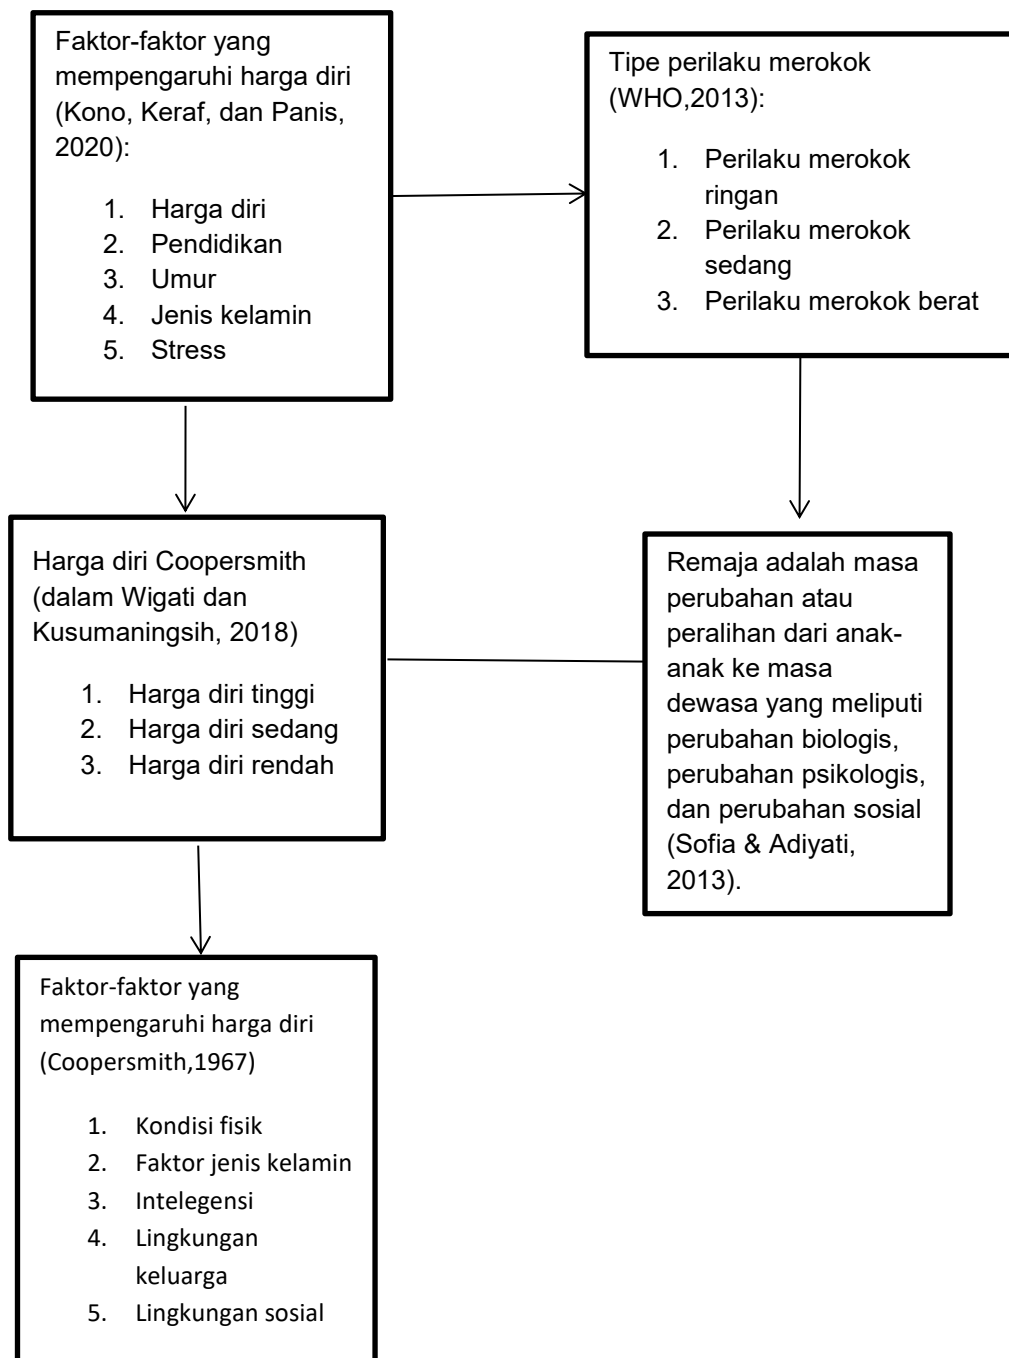 Faktor-faktor yang
mempengaruhi harga diri
(Kono, Keraf, dan Panis,
2020):
1. Harga diri
2. Pendidikan
3. Umur
4. Jenis kelamin
5. Stress
Tipe perilaku merokok
(WHO,2013):
1. Perilaku merokok
ringan
2. Perilaku merokok
sedang
3. Perilaku merokok berat
Harga diri Coopersmith
(dalam Wigati dan
Kusumaningsih, 2018)
1. Harga diri tinggi
2. Harga diri sedang
3. Harga diri rendah
Remaja adalah masa
perubahan atau
peralihan dari anak-
anak ke masa
dewasa yang meliputi
perubahan biologis,
perubahan psikologis,
dan perubahan sosial
(Sofia & Adiyati,
2013).
Faktor-faktor yang
mempengaruhi harga diri
(Coopersmith,1967)
1. Kondisi fisik
2. Faktor jenis kelamin
3. Intelegensi
4. Lingkungan
keluarga
5. Lingkungan sosial